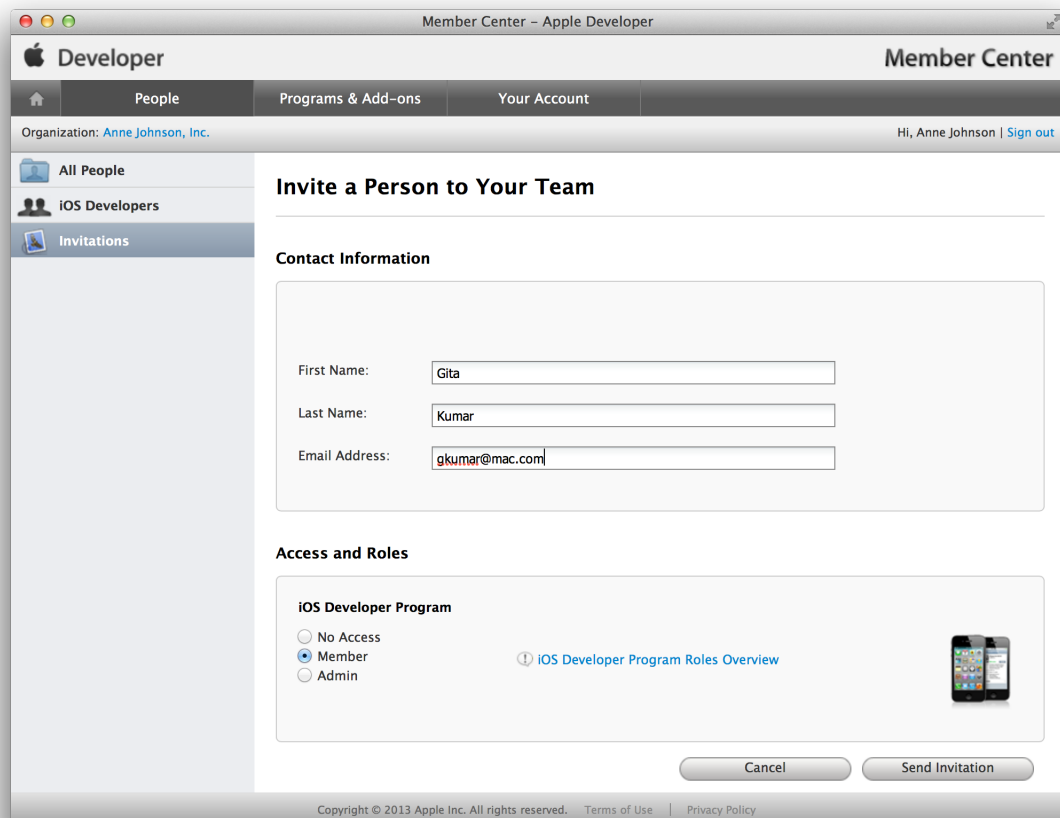 Member Center – Apple Developer
Developer
Member Center
People
Programs & Add-ons
Your Account
Organization: Anne Johnson, Inc.
Hi, Anne Johnson | Sign out
All People
iOS Developers
Invitations
Invite a Person to Your Team
Contact Information
First Name:
Gita
Last Name:
Kumar
Email Address:
gkumar@mac.com
Access and Roles
iOS Developer Program
No Access
Member
Admin
iOS Developer Program Roles Overview
Cancel
Send Invitation
Copyright © 2013 Apple Inc. All rights reserved. Terms of Use | Privacy Policy